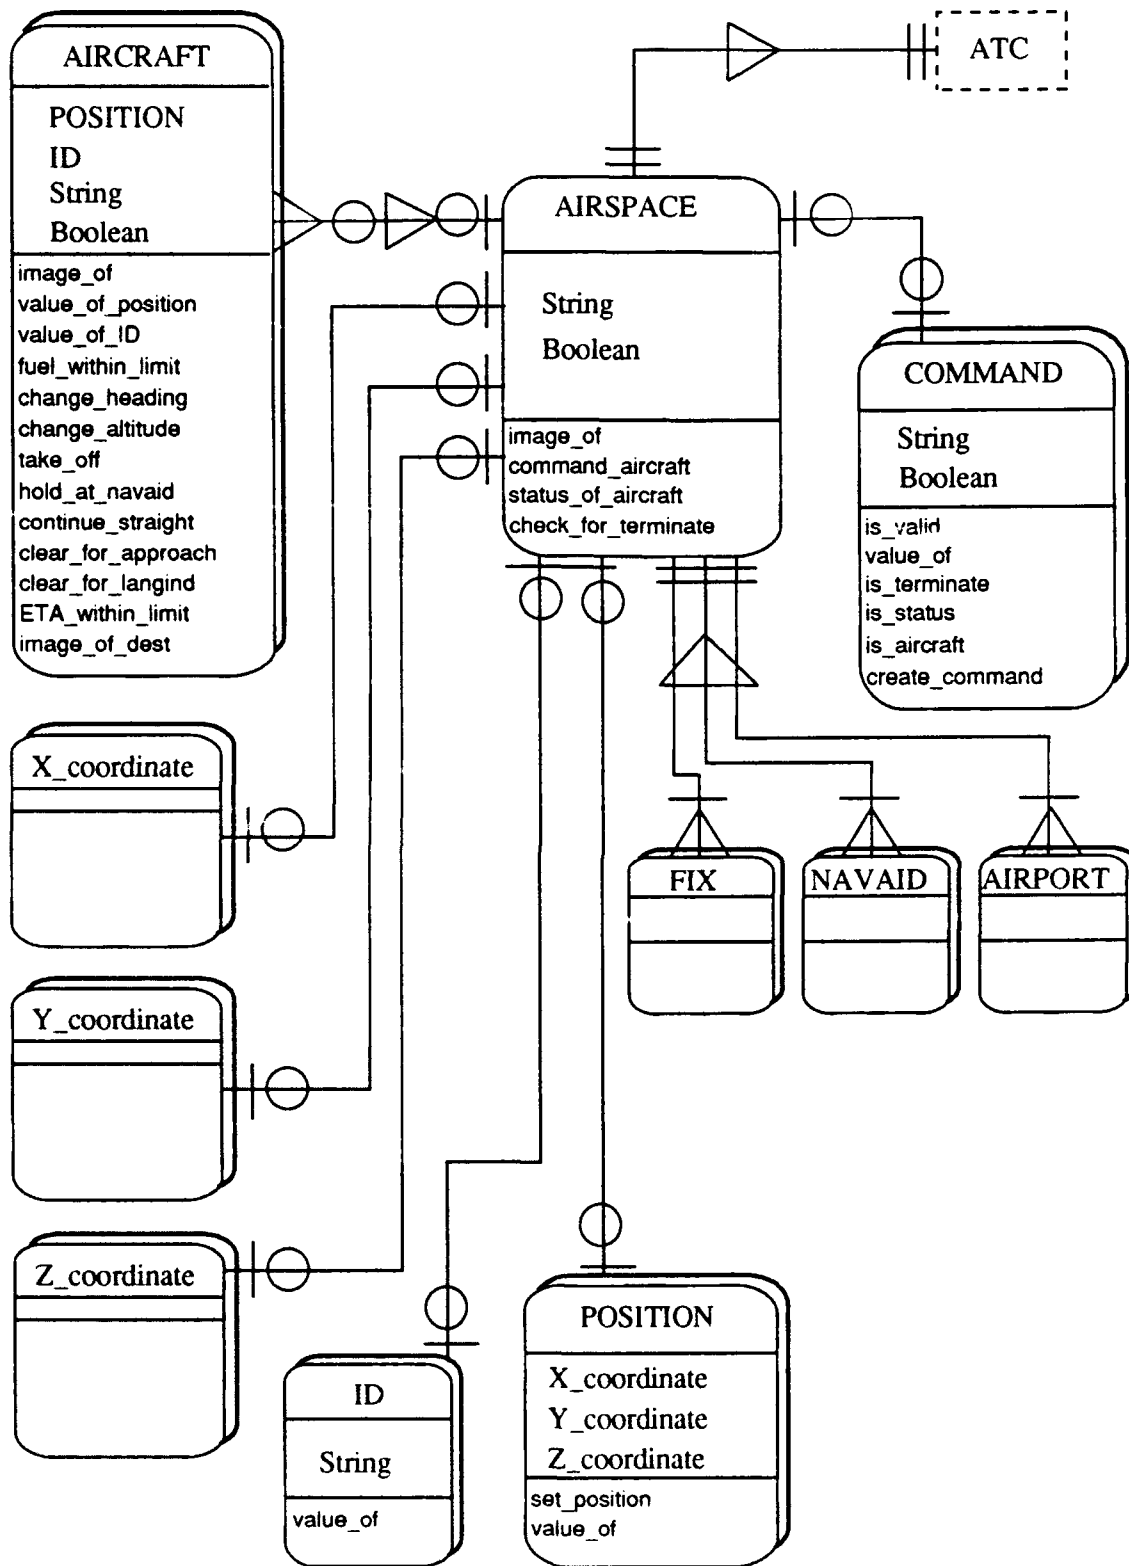 AIRCRAFT
POSITION
ID
String
Boolean
image_of
value_of_position
value_of_ID
fuel_within_limit
change_heading
change_altitude
take_off
hold_at_navaid
continue_straight
clear_for_approach
clear_for_langind
ETA_within_limit
image_of_dest
ATC
AIRSPACE
String
Boolean
image_of
command_aircraft
status_of_aircraft
check_for_terminate
COMMAND
String
Boolean
is_valid
value_of
is_terminate
is_status
is_aircraft
create_command
X_coordinate
FIX
NAVAID
AIRPORT
Y_coordinate
Z_coordinate
ID
String
value_of
POSITION
X_coordinate
Y_coordinate
Z_coordinate
set_position
value_of